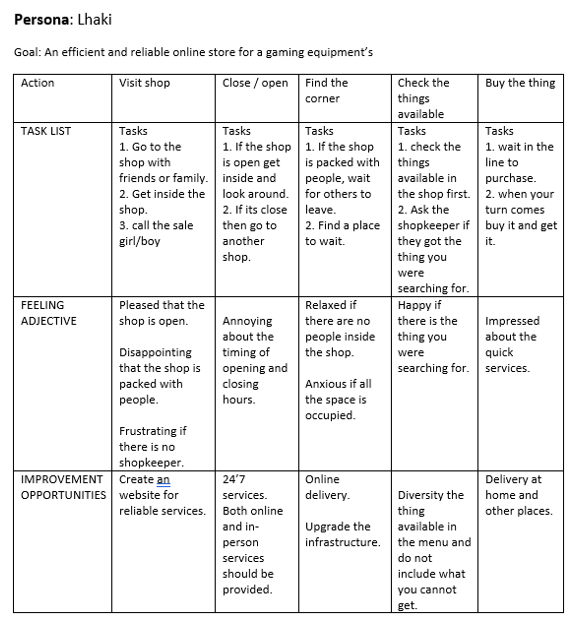 Persona: Lhaki
Goal: An efficient and reliable online store for a gaming equipment’s
Action
Visit shop
Close / open
Find the
corner
Check the
things
available
Buy the thing
TASK LIST
Tasks
1. Go to the
shop with
friends or family.
2. Get inside the
shop.
3. call the sale
girl/boy
Tasks
1. If the shop
is open get
inside and
look around.
2. If its close
then go to
another
shop.
Tasks
1. If the shop
is packed with
people, wait
for others to
leave.
2. Find a place
to wait.
Tasks
1. check the
things
available in
the shop first.
2. Ask the
shopkeeper if
they got the
thing you
were
searching for.
Tasks
1. wait in the
line to
purchase.
2. when your
turn comes
buy it and get
it.
FEELING
ADJECTIVE
Pleased that the
shop is open.
Disappointing
that the shop is
packed with
people.
Frustrating if
there is no
shopkeeper.
Annoying
about the
timing of
opening and
closing
hours.
Relaxed if
there are no
people inside
the shop.
Anxious if all
the space is
occupied.
Happy if
there is the
thing you
were
searching for.
Impressed
about the
quick
services.
IMPROVEMENT
OPPORTUNITIES
Create an
website for
reliable services.
24’7
services.
Both online
and in-
person
services
should be
provided.
Online
delivery.
Upgrade the
infrastructure.
Diversity the
thing
available in
the menu and
do not
include what
you cannot
get.
Delivery at
home and
other places.